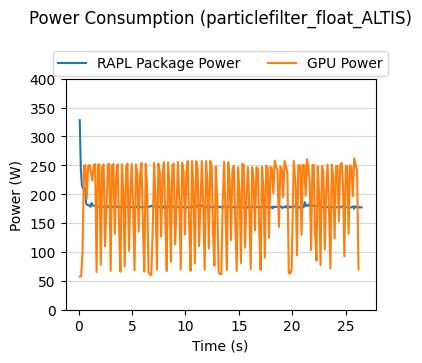 Power Consumption (particlefilter_float_ALTIS)
RAPL Package Power GPU Power
400
350
300
250
200
150
100
50
0
Power (W)
0 5 10 15 20 25
Time (s)